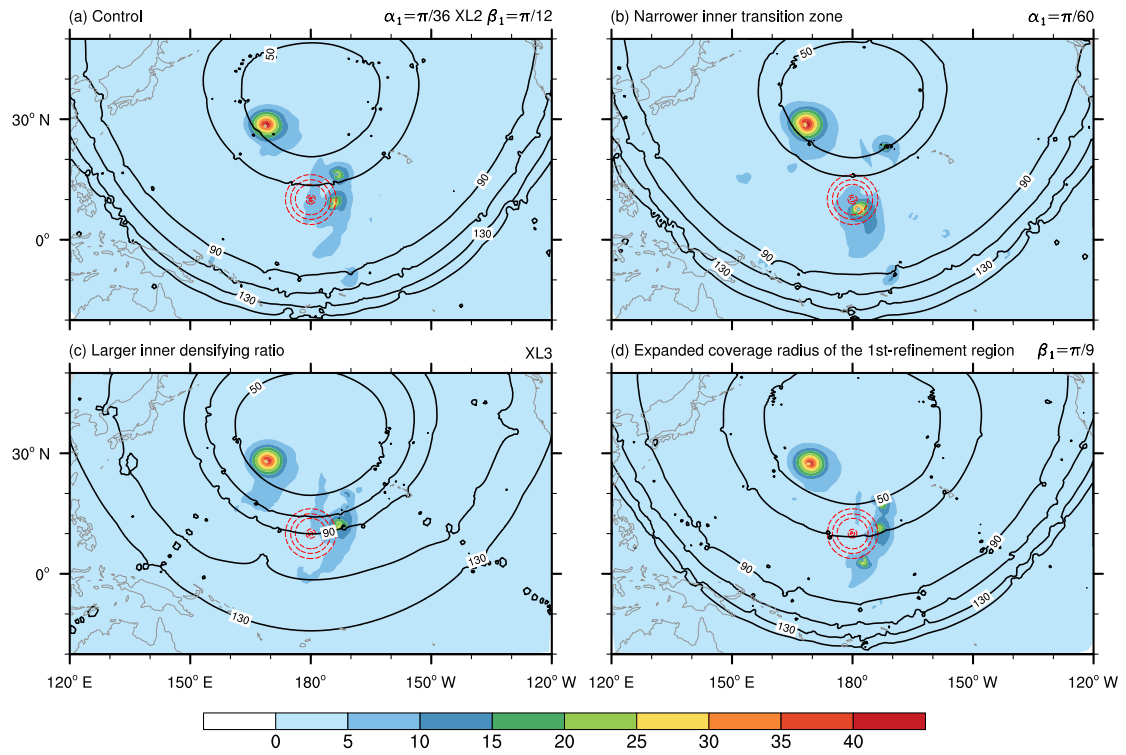 (a) Control α₁=π/36 XL2 β₁=π/12
(b) Narrower inner transition zone α₁=π/60
50
50
30° N
90
90
0°
90
90
130
130
130
130
(c) Larger inner densifying ratio XL3
(d) Expanded coverage radius of the 1st-refinement region β₁=π/9
50
30° N
50
90
90
0°
130
90
130
130
130
120° E 150° E 180° 150° W 120° W
120° E 150° E 180° 150° W 120° W
0 5 10 15 20 25 30 35 40